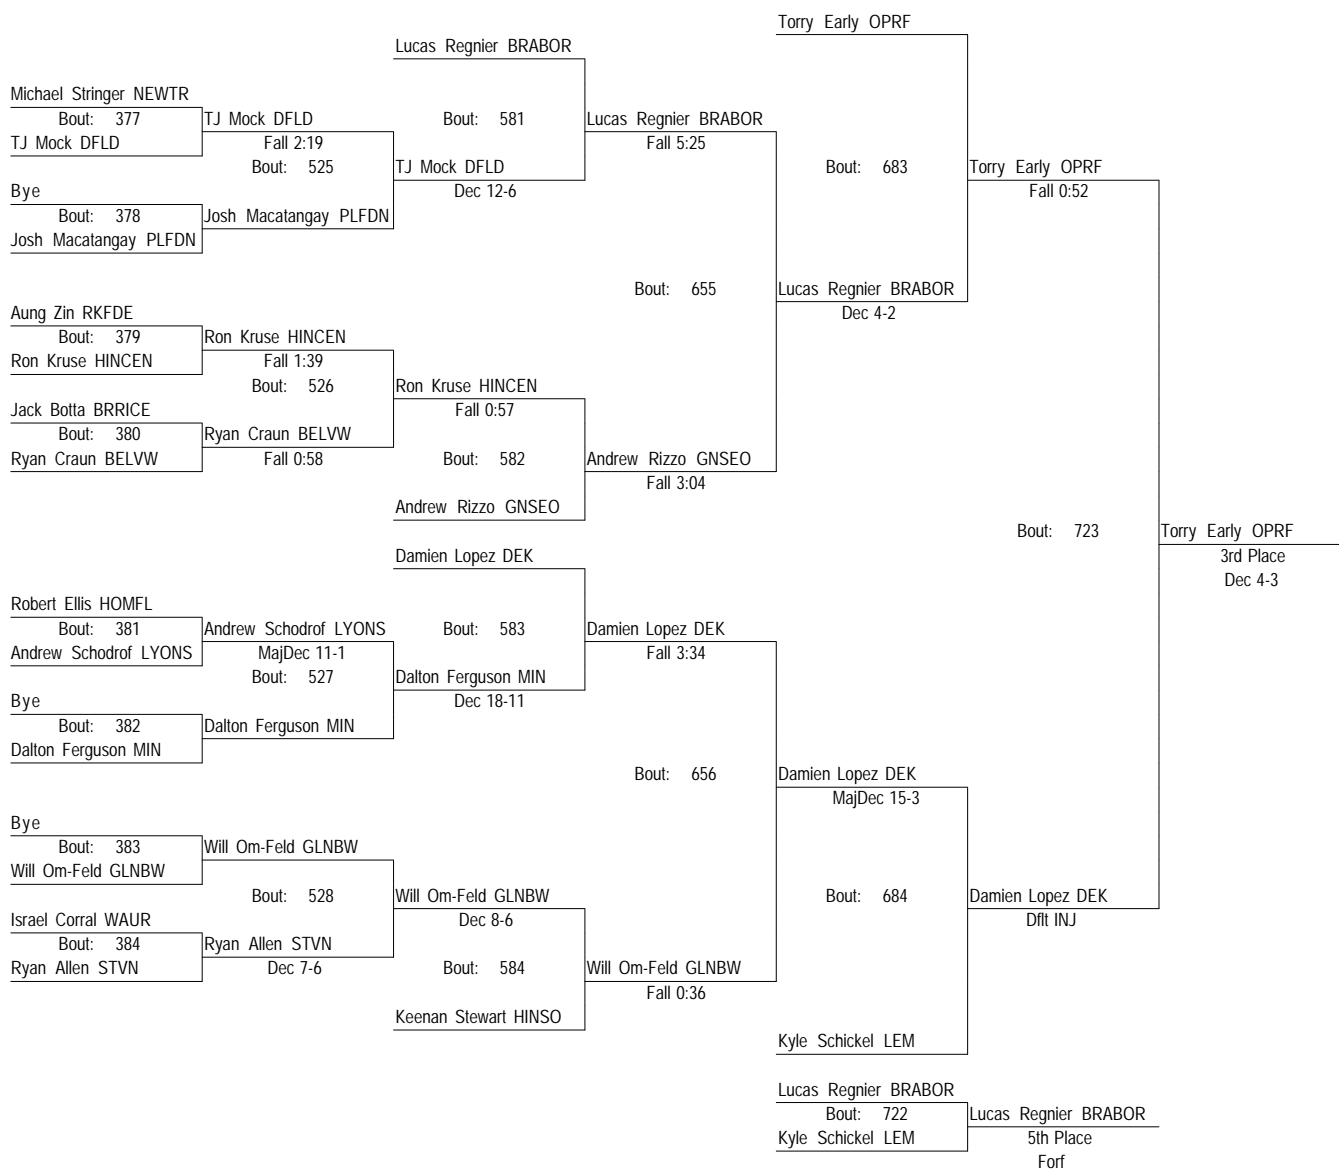 Torry Early OPRF
Lucas Regnier BRABOR
Michael Stringer NEWTR
Bout: 377
TJ Mock DFLD
TJ Mock DFLD
Fall 2:19
Bout: 525
Bout: 581
Lucas Regnier BRABOR
Fall 5:25
TJ Mock DFLD
Dec 12-6
Bout: 683
Torry Early OPRF
Fall 0:52
Bye
Bout: 378
Josh Macatangay PLFDN
Josh Macatangay PLFDN
Bout: 655
Lucas Regnier BRABOR
Dec 4-2
Aung Zin RKFDE
Bout: 379
Ron Kruse HINCEN
Ron Kruse HINCEN
Fall 1:39
Bout: 526
Ron Kruse HINCEN
Fall 0:57
Jack Botta BRRICE
Bout: 380
Ryan Craun BELVW
Ryan Craun BELVW
Fall 0:58
Bout: 582
Andrew Rizzo GNSEO
Fall 3:04
Andrew Rizzo GNSEO
Bout: 723
Torry Early OPRF
3rd Place
Dec 4-3
Damien Lopez DEK
Robert Ellis HOMFL
Bout: 381
Andrew Schodrof LYONS
Andrew Schodrof LYONS
MajDec 11-1
Bout: 527
Bout: 583
Damien Lopez DEK
Fall 3:34
Dalton Ferguson MIN
Dec 18-11
Bye
Bout: 382
Dalton Ferguson MIN
Dalton Ferguson MIN
Bout: 656
Damien Lopez DEK
MajDec 15-3
Bye
Bout: 383
Will Om-Feld GLNBW
Will Om-Feld GLNBW
Bout: 528
Will Om-Feld GLNBW
Dec 8-6
Bout: 684
Damien Lopez DEK
Dflt INJ
Israel Corral WAUR
Bout: 384
Ryan Allen STVN
Ryan Allen STVN
Dec 7-6
Bout: 584
Will Om-Feld GLNBW
Fall 0:36
Keenan Stewart HINSO
Kyle Schickel LEM
Lucas Regnier BRABOR
Bout: 722
Kyle Schickel LEM
Lucas Regnier BRABOR
5th Place
Forf